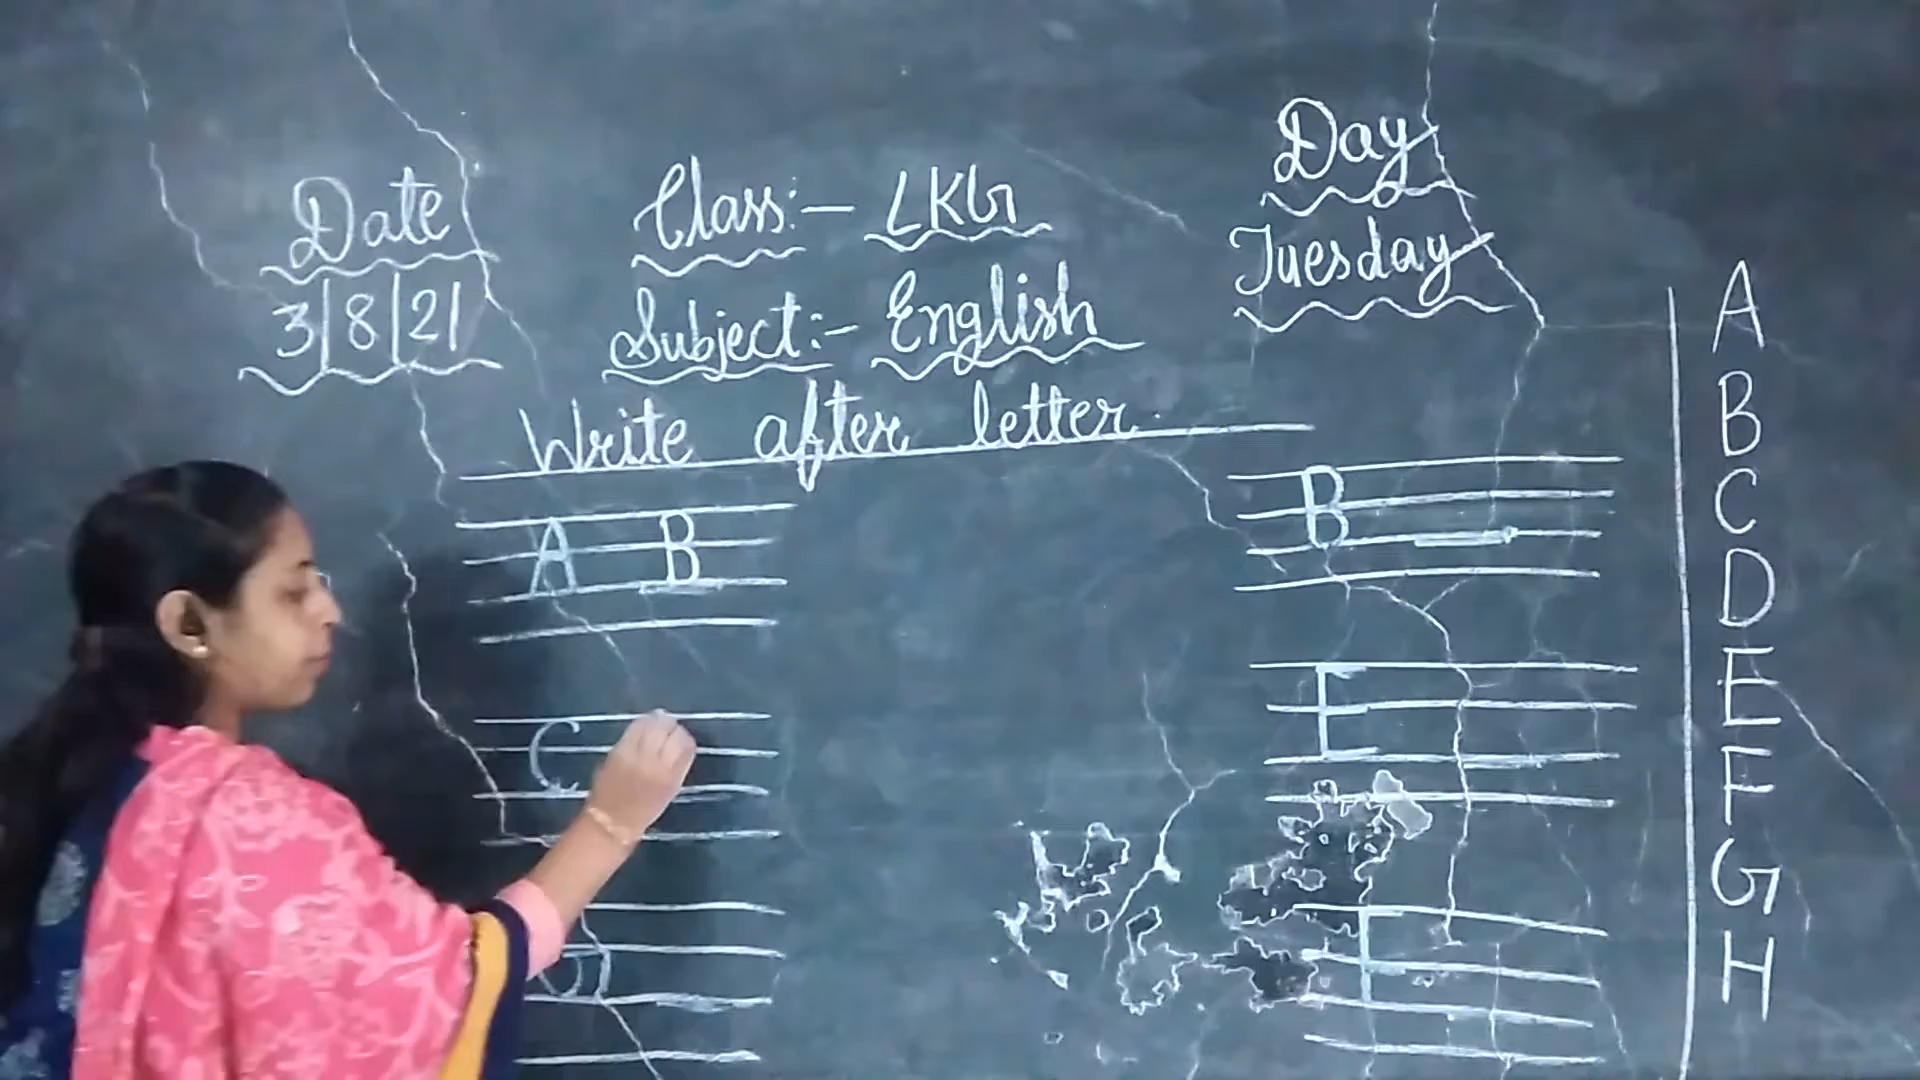 Date
3/8/21
Class:- LKG
Subject:- English
Day
Tuesday
Write after letter
A B
B
C
E
G
F
A
B
C
D
E
F
G
H